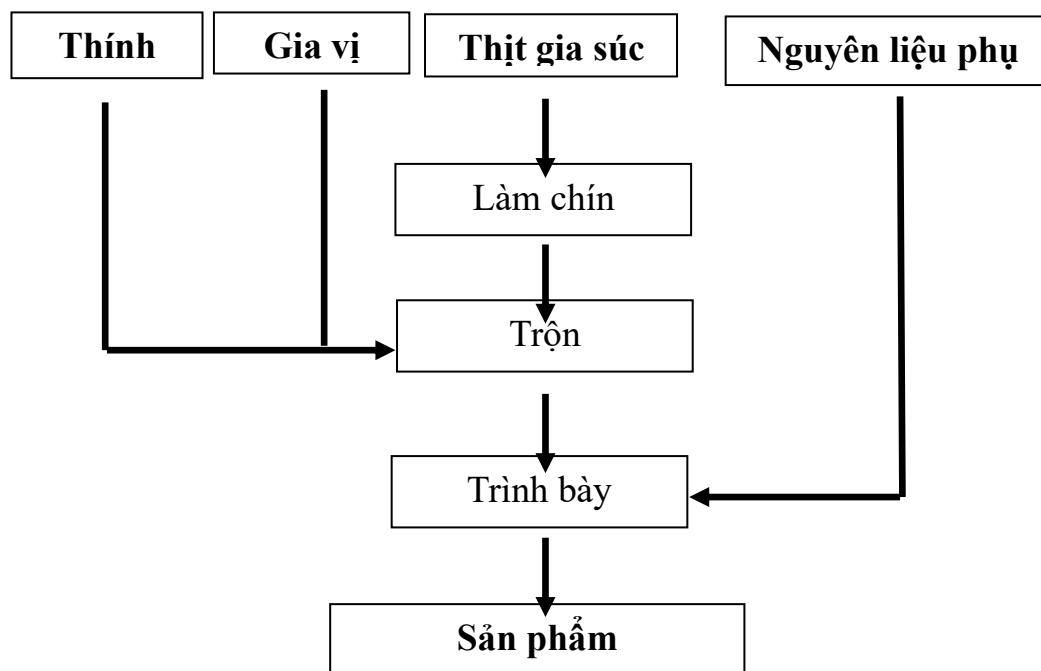 Thính
Gia vị
Thịt gia súc
Nguyên liệu phụ
Làm chín
Trộn
Trình bày
Sản phẩm